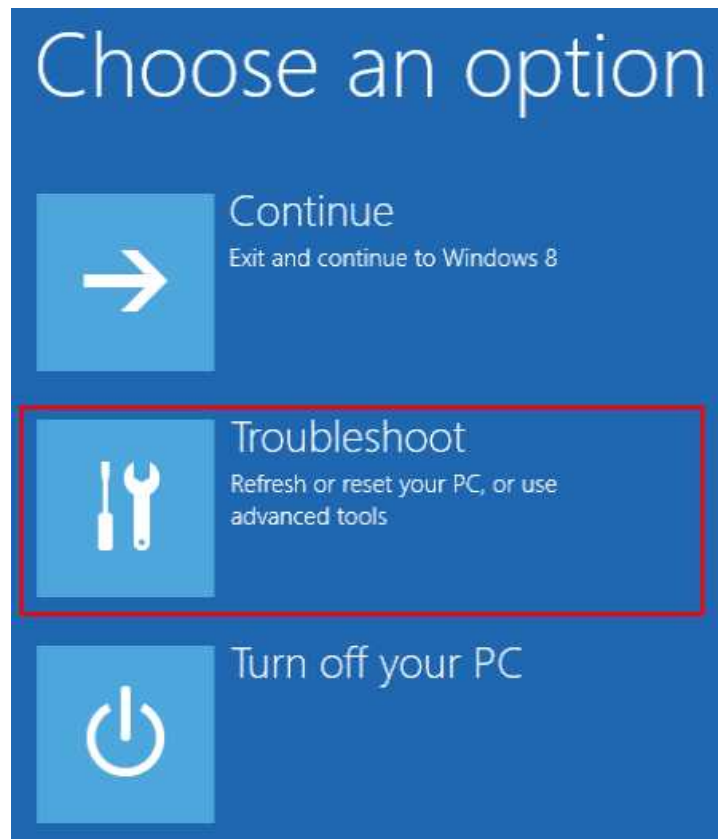 Choose an option
Continue
Exit and continue to Windows 8
Troubleshoot
Refresh or reset your PC, or use
advanced tools
Turn off your PC